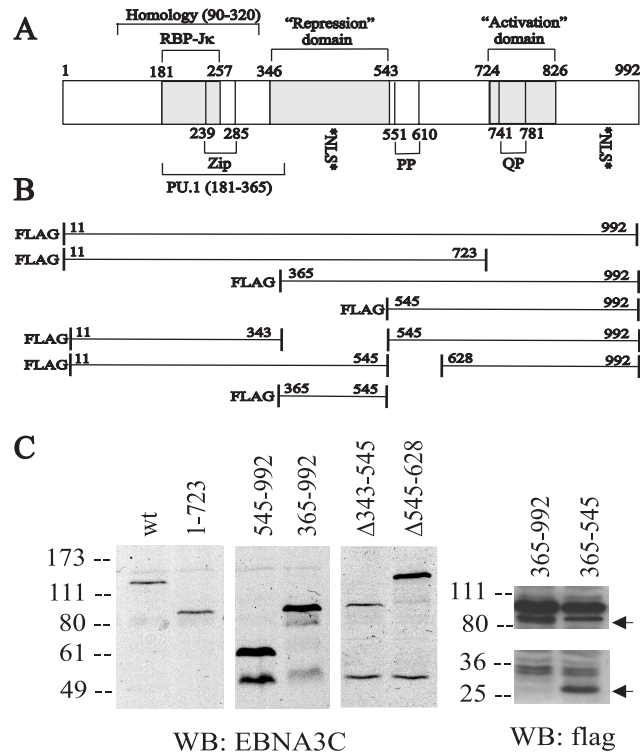 A
Homology (90-320)
RBP-Jκ
"Repression" domain
"Activation" domain
1 181 257 346 543 724 826 992
239 285 551 610 741 781
Zip *NLS* PP QP *NLS*
PU.1 (181-365)
B
FLAG 11 992
FLAG 11 723
FLAG 365 992
FLAG 545 992
FLAG 11 343 545 992
FLAG 11 545 628 992
FLAG 365 545
C
wt 1-723 545-992 365-992 Δ343-545 Δ545-628 365-992 365-545
173 --
111 --
80 --
61 --
49 --
111 --
80 --
36 --
25 --
WB: EBNA3C
WB: flag